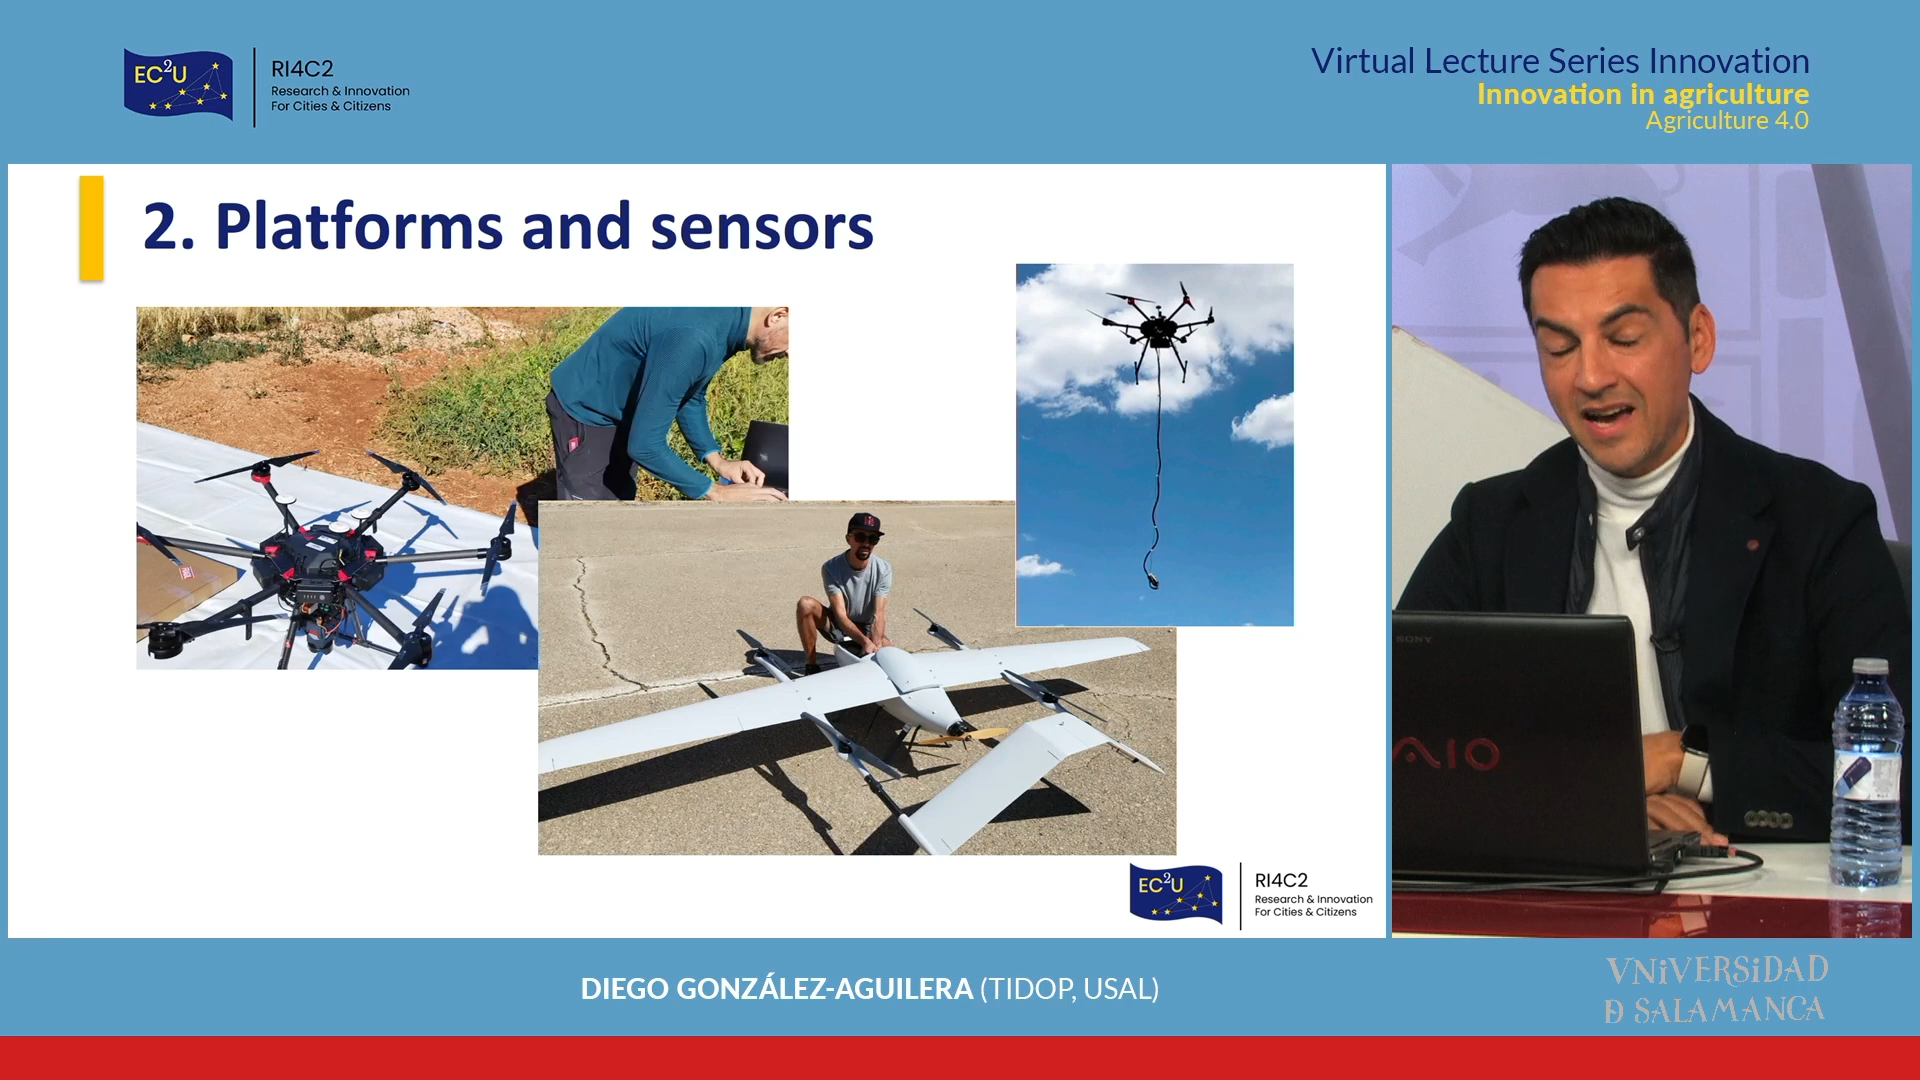 EC2U
RI4C2
Research & Innovation
For Cities & Citizens
Virtual Lecture Series Innovation
Innovation in agriculture
Agriculture 4.0
2. Platforms and sensors
SONY
AIO
EC2U
RI4C2
Research & Innovation
For Cities & Citizens
DIEGO GONZÁLEZ-AGUILERA (TIDOP, USAL)
VNiVERSiDAD
Ð SALAMANCA